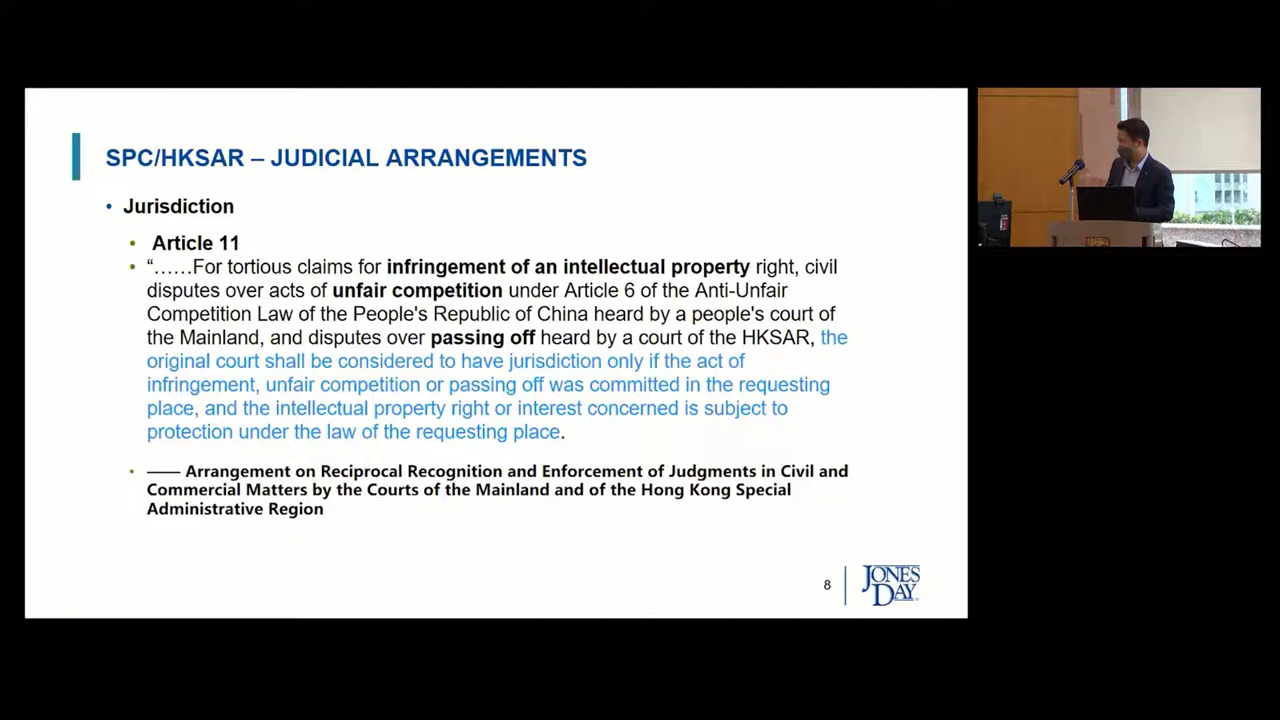 SPC/HKSAR – JUDICIAL ARRANGEMENTS
• Jurisdiction
• Article 11
• “……For tortious claims for infringement of an intellectual property right, civil
disputes over acts of unfair competition under Article 6 of the Anti-Unfair
Competition Law of the People's Republic of China heard by a people's court of
the Mainland, and disputes over passing off heard by a court of the HKSAR, the
original court shall be considered to have jurisdiction only if the act of
infringement, unfair competition or passing off was committed in the requesting
place, and the intellectual property right or interest concerned is subject to
protection under the law of the requesting place.
• —— Arrangement on Reciprocal Recognition and Enforcement of Judgments in Civil and
Commercial Matters by the Courts of the Mainland and of the Hong Kong Special
Administrative Region
8
JONES
DAY